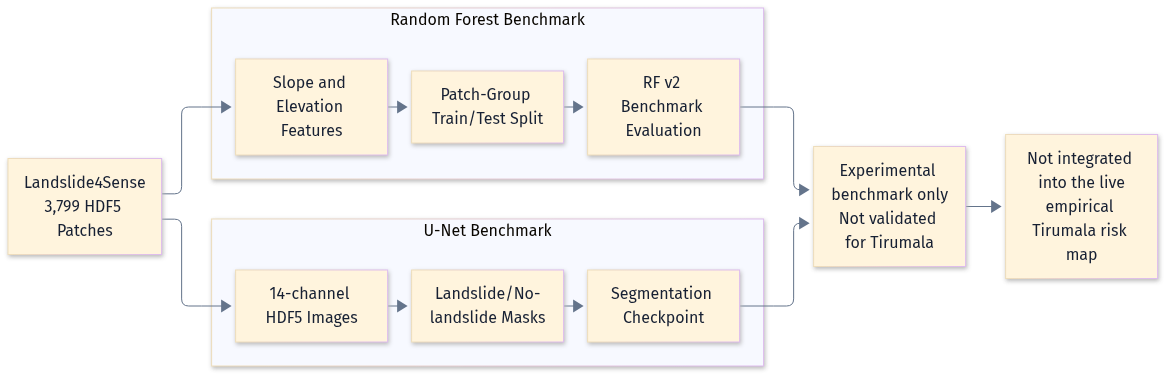 Random Forest Benchmark
Slope and
Elevation
Features
Patch-Group
Train/Test Split
RF v2
Benchmark
Evaluation
Landslide4Sense
3,799 HDF5
Patches
U-Net Benchmark
14-channel
HDF5 Images
Landslide/No-
landslide Masks
Segmentation
Checkpoint
Experimental
benchmark only
Not validated
for Tirumala
Not integrated
into the live
empirical
Tirumala risk
map